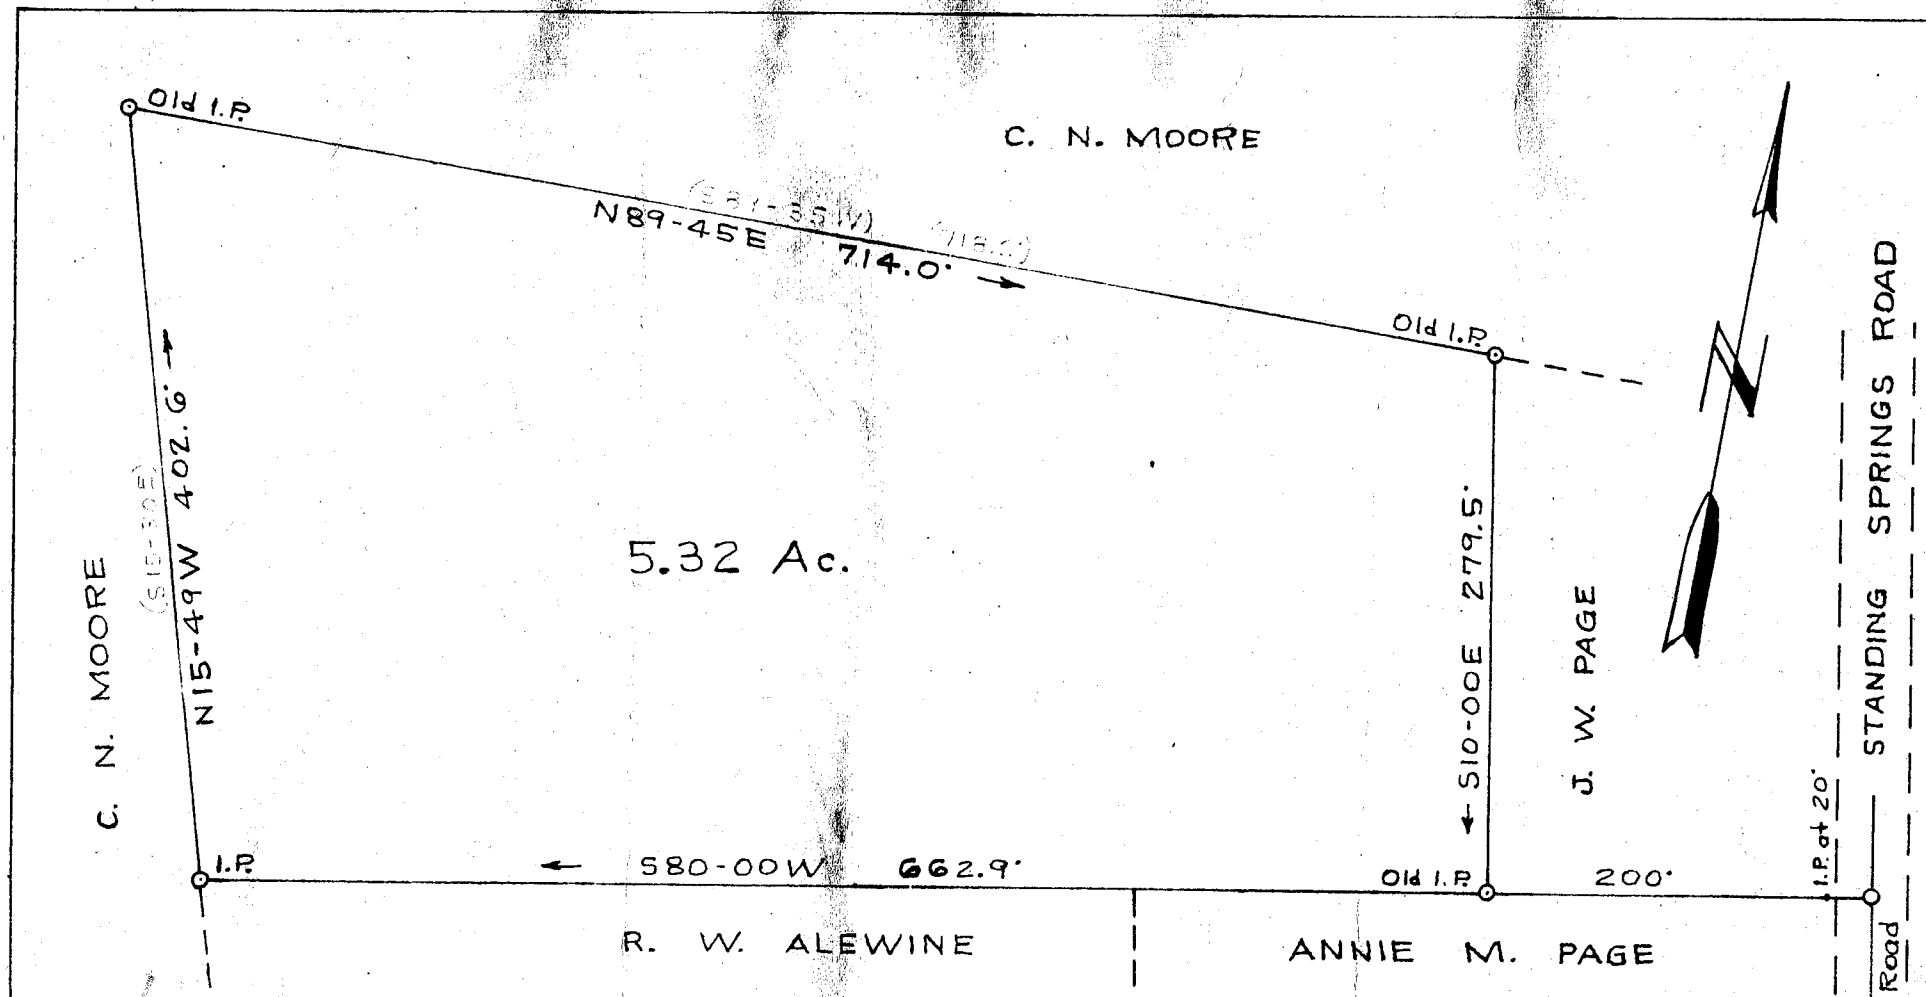 Old I.P.
C. N. MOORE
N89-45E 714.0'
Old I.P.
N15-49W 402.6'
C. N. MOORE
5.32 Ac.
S10-00E 279.5'
J. W. PAGE
N
STANDING SPRINGS ROAD
I.P. at 20'
I.P.
S80-00W 662.9'
Old I.P.
200'
R. W. ALEWINE
ANNIE M. PAGE
Road